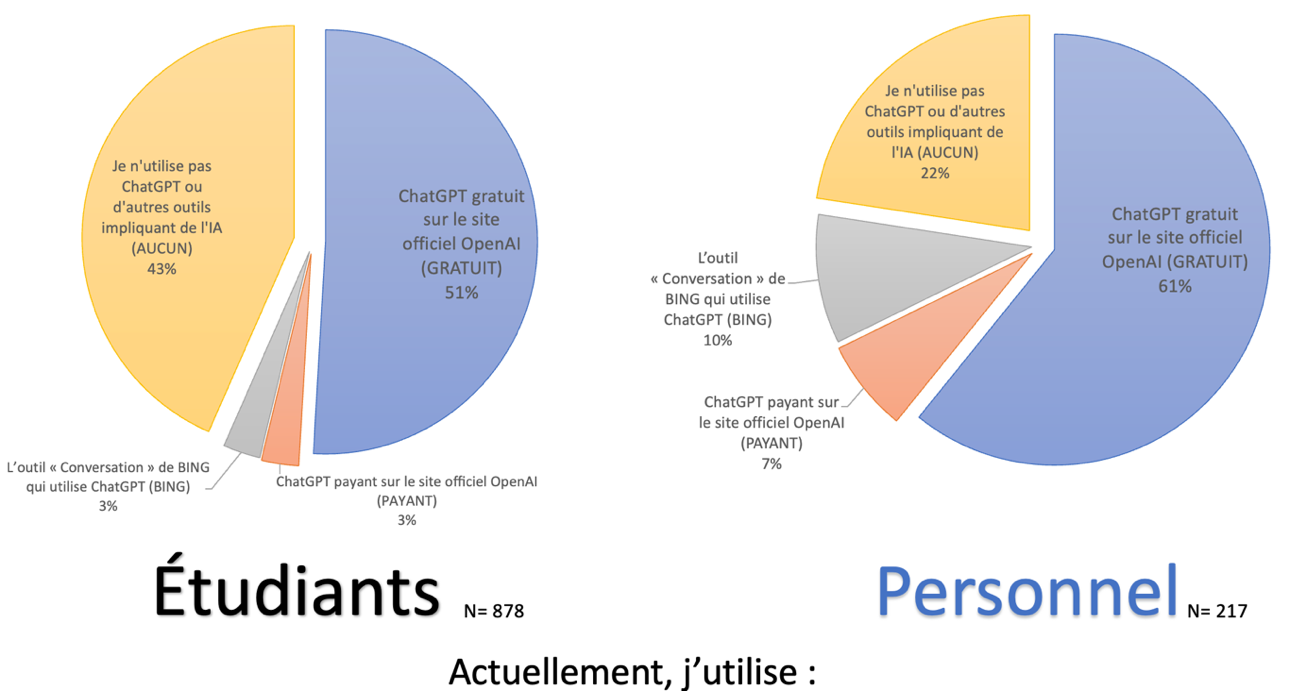 Je n'utilise pas
ChatGPT ou
d'autres outils
impliquant de l'IA
(AUCUN)
43%
ChatGPT gratuit
sur le site
officiel OpenAI
(GRATUIT)
51%
L'outil « Conversation » de BING
qui utilise ChatGPT (BING)
3%
ChatGPT payant sur le site officiel OpenAI
(PAYANT)
3%
Étudiants N= 878
Je n'utilise pas
ChatGPT ou d'autres
outils impliquant de
l'IA (AUCUN)
22%
ChatGPT gratuit
sur le site officiel
OpenAI (GRATUIT)
61%
L'outil
« Conversation » de
BING qui utilise
ChatGPT (BING)
10%
ChatGPT payant sur
le site officiel OpenAI
(PAYANT)
7%
Personnel N= 217
Actuellement, j'utilise :